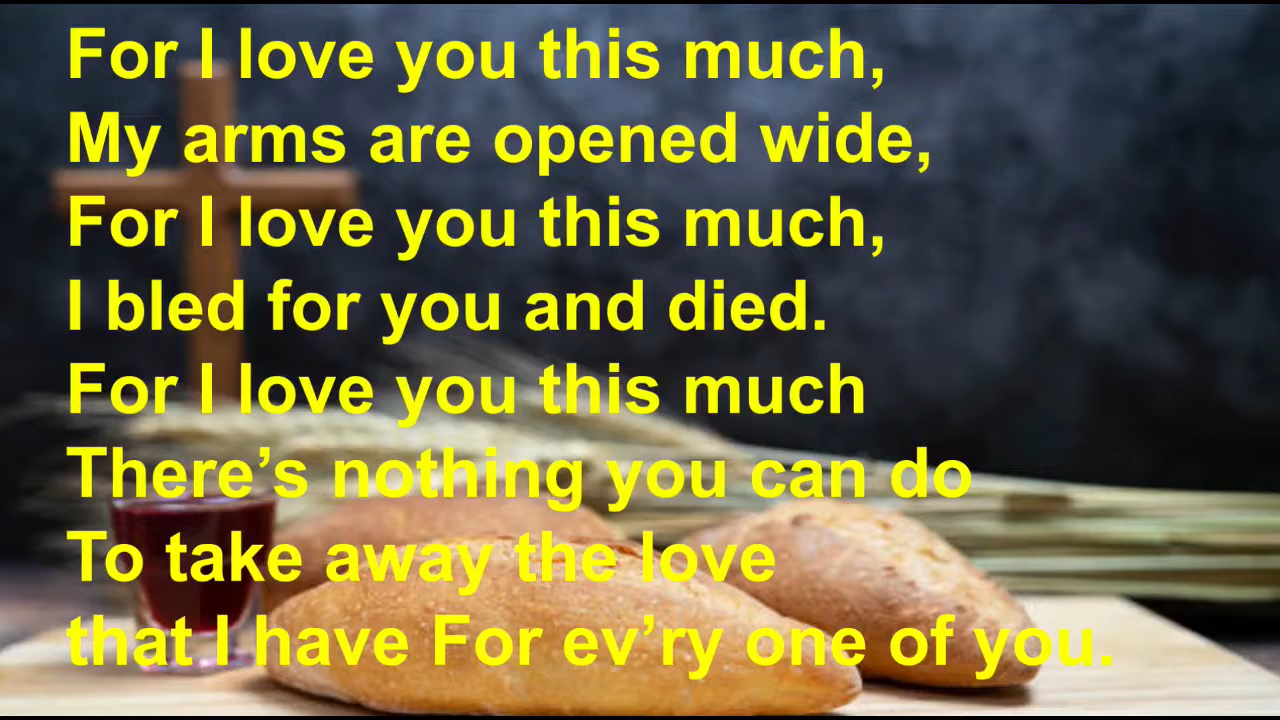 For I love you this much,
My arms are opened wide,
For I love you this much,
I bled for you and died.
For I love you this much
There’s nothing you can do
To take away the love
that I have For ev’ry one of you.